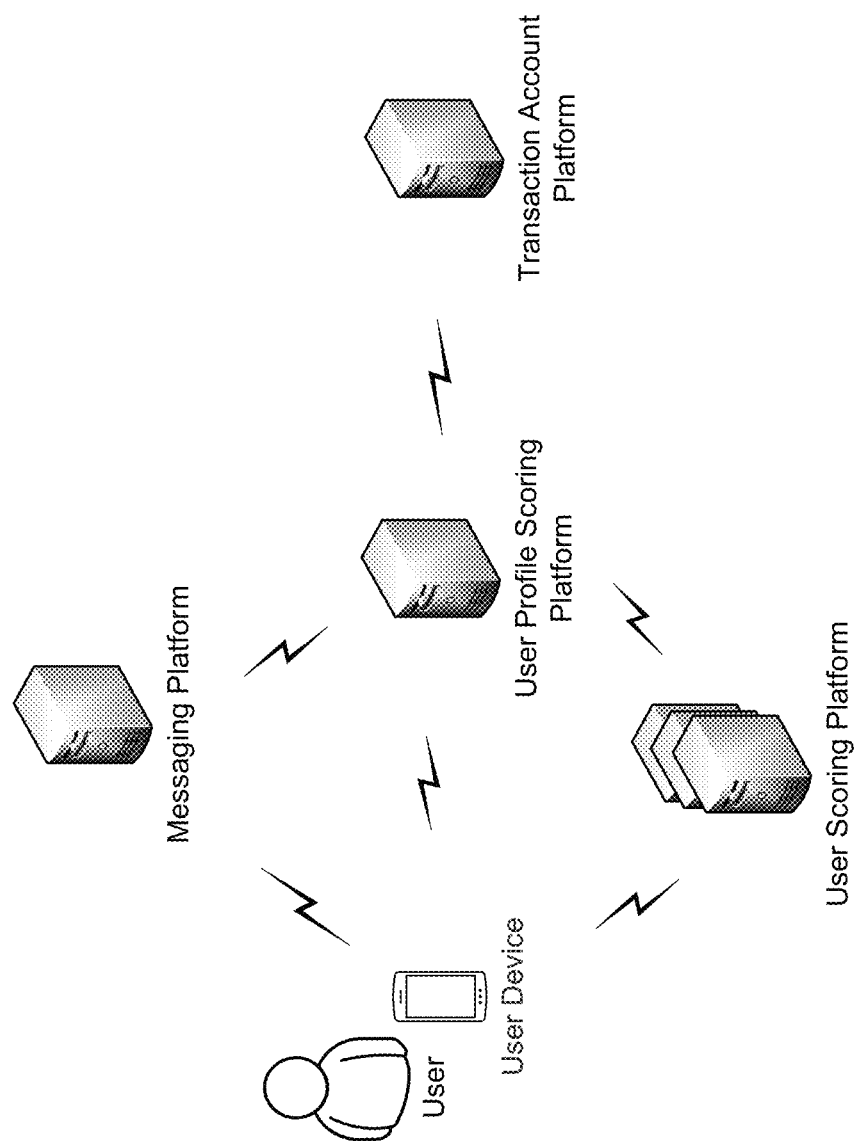 Messaging Platform
User
User Device
User Profile Scoring
Platform
Transaction Account
Platform
User Scoring Platform